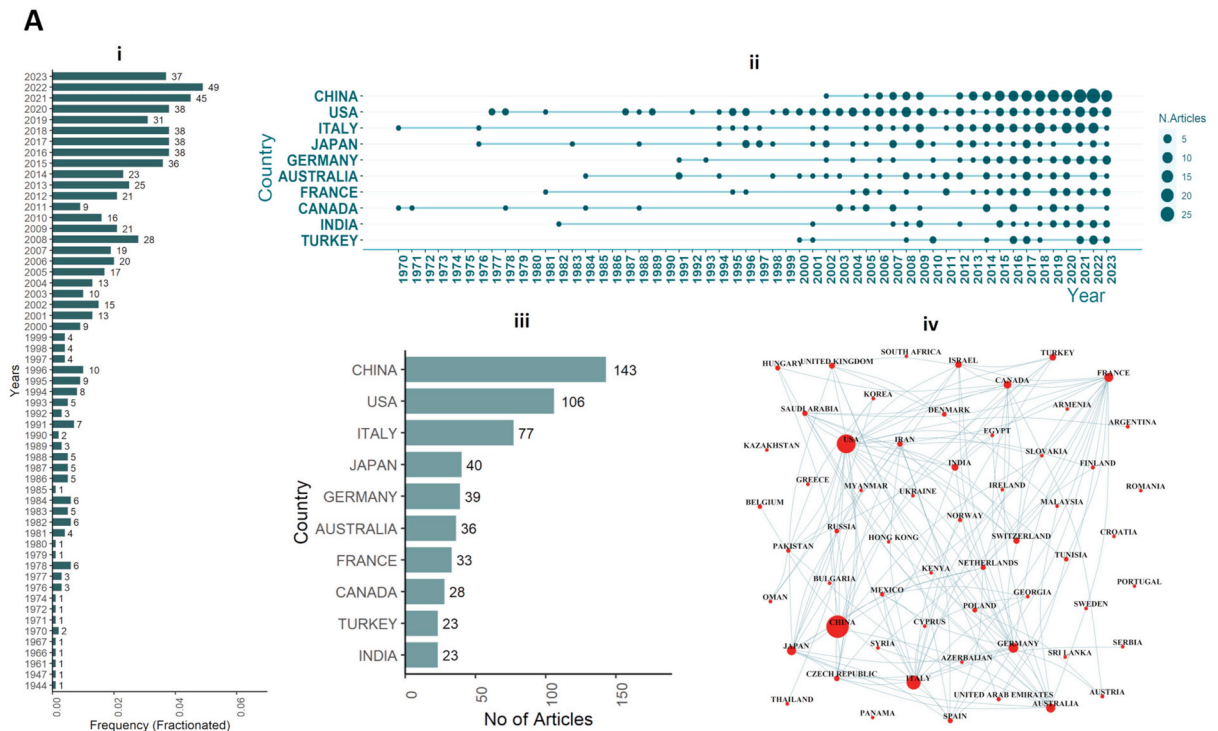 A
i
2023 37
2022 49
2021 45
2020 38
2019 31
2018 38
2017 38
2016 38
2015 36
2014 23
2013 25
2012 21
2011 9
2010 16
2009 21
2008 28
2007 19
2006 20
2005 17
2004 13
2003 10
2002 15
2001 13
2000 9
1999 4
1998 4
1997 4
1996 10
1995 9
1994 8
1993 5
1992 3
1991 7
1990 2
1989 3
1988 5
1987 5
1986 5
1985 1
1984 6
1983 5
1982 6
1981 4
1980 1
1979 1
1978 6
1977 3
1976 3
1974 1
1972 1
1971 1
1970 2
1967 1
1966 1
1961 1
1947 1
1944 1
Years
0.00 0.02 0.04 0.06
Frequency (Fractionated)
ii
CHINA
USA
ITALY
JAPAN
GERMANY
AUSTRALIA
FRANCE
CANADA
INDIA
TURKEY
Country
1970 1971 1972 1973 1974 1975 1976 1977 1978 1979 1980 1981 1982 1983 1984 1985 1986 1987 1988 1989 1990 1991 1992 1993 1994 1995 1996 1997 1998 1999 2000 2001 2002 2003 2004 2005 2006 2007 2008 2009 2010 2011 2012 2013 2014 2015 2016 2017 2018 2019 2020 2021 2022 2023
Year
N.Articles
5
10
15
20
25
iii
CHINA 143
USA 106
ITALY 77
JAPAN 40
GERMANY 39
AUSTRALIA 36
FRANCE 33
CANADA 28
TURKEY 23
INDIA 23
Country
0 50 100 150
No of Articles
iv
SOUTH AFRICA
TURKEY
HUNGARY UNITED KINGDOM ISRAEL
FRANCE
CANADA
KOREA
SAUDI ARABIA DENMARK ARMENIA
ARGENTINA
USA IRAN EGYPT
KAZAKHSTAN SLOVAKIA
INDIA FINLAND
GREECE MYANMAR UKRAINE IRELAND ROMANIA
BELGIUM MALAYSIA
RUSSIA NORWAY
HONG KONG SWITZERLAND CROATIA
PAKISTAN TUNISIA
KENYA NETHERLANDS
BULGARIA PORTUGAL
OMAN MEXICO GEORGIA
POLAND SWEDEN
CHINA CYPRUS
JAPAN SYRIA GERMANY SERBIA
AZERBAIJAN SRI LANKA
CZECH REPUBLIC ITALY
UNITED ARAB EMIRATES AUSTRIA
THAILAND AUSTRALIA
PANAMA SPAIN